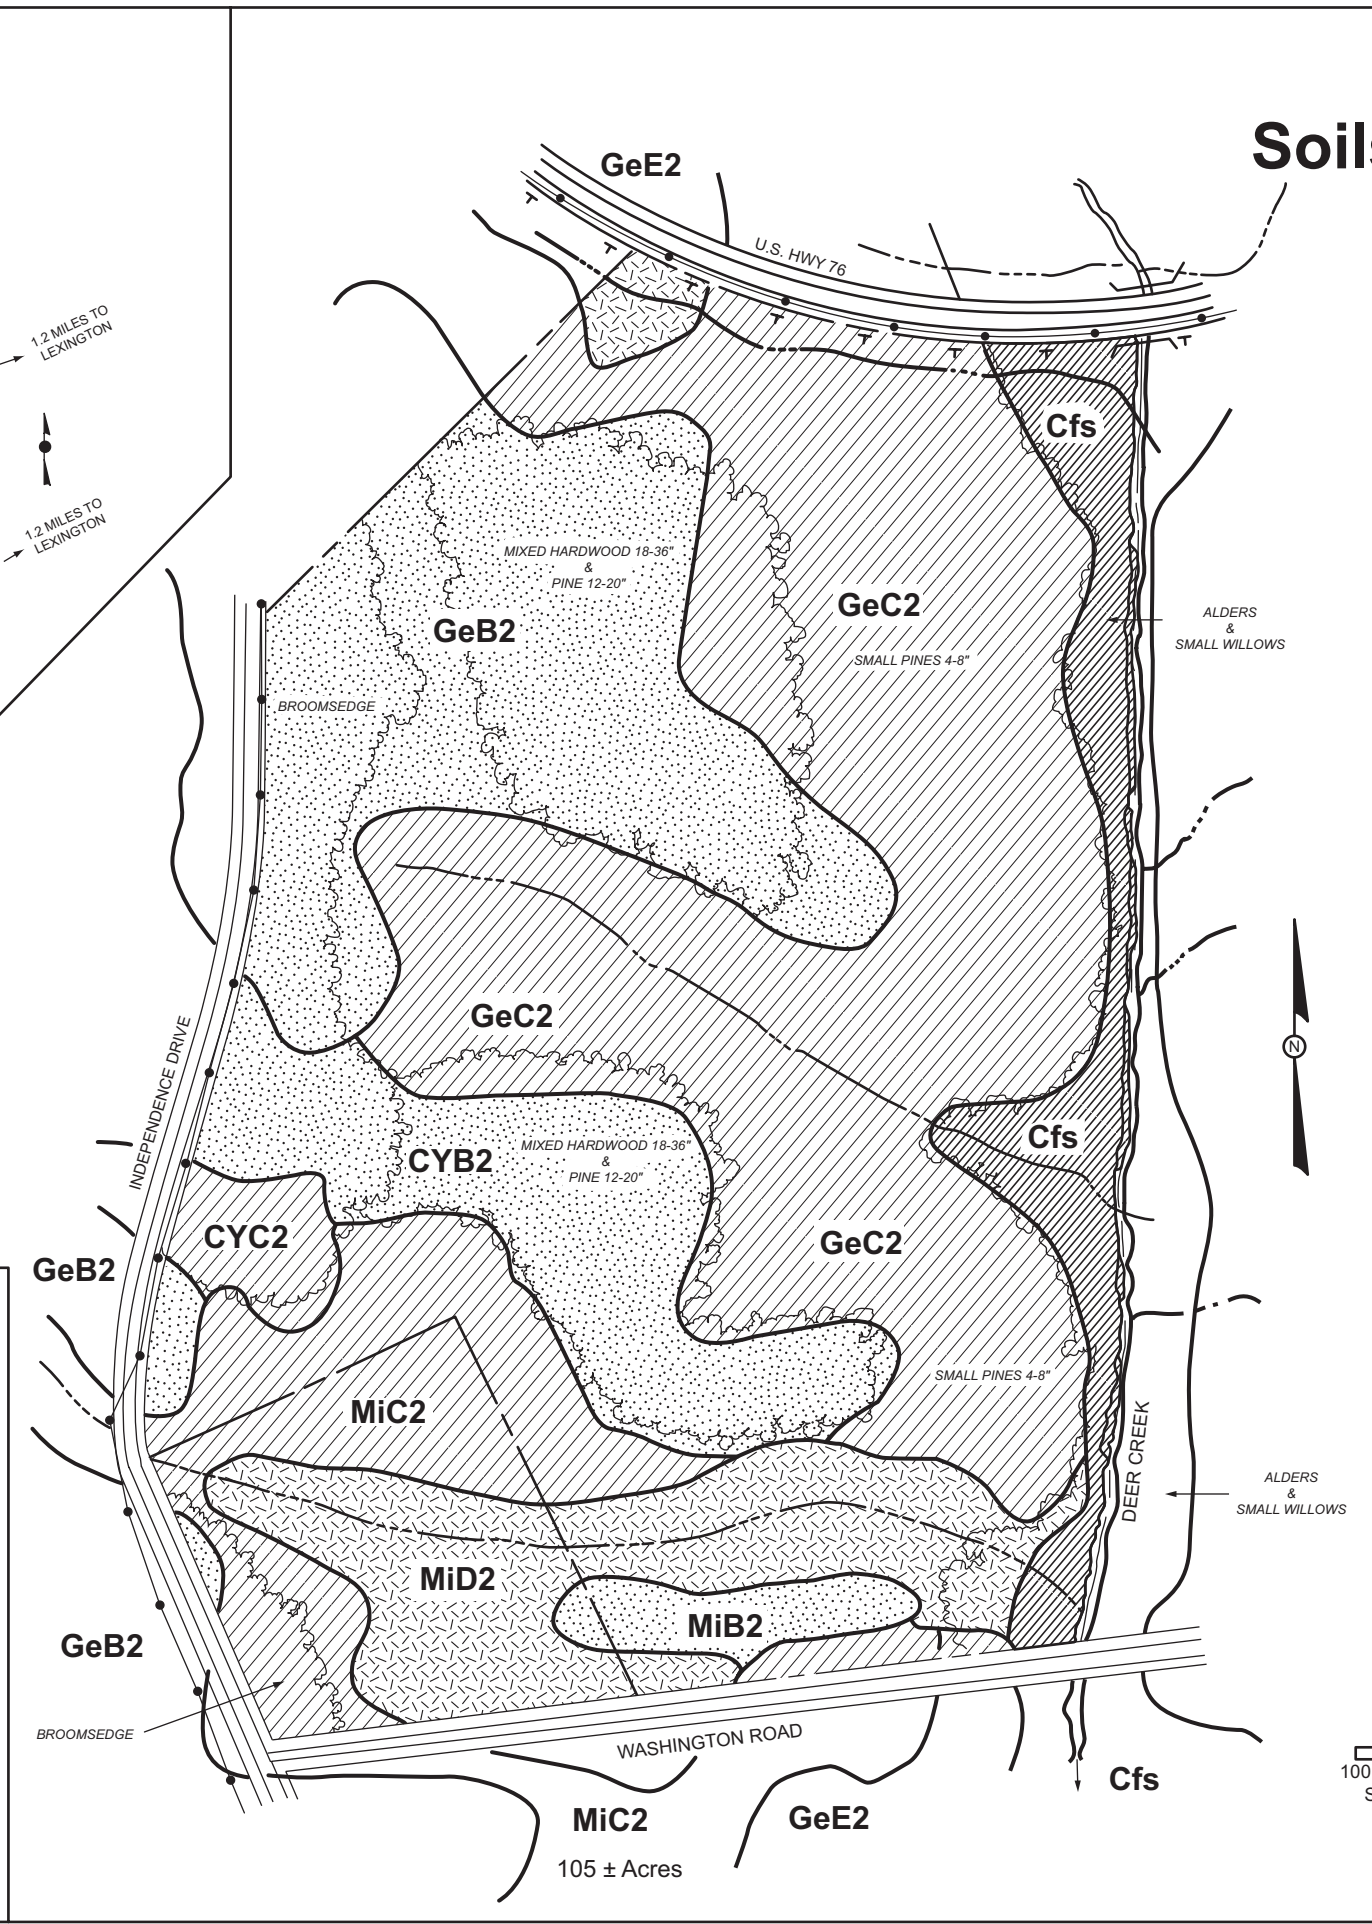 Soils
GeE2
U.S. HWY 76
1.2 MILES TO
LEXINGTON
Cfs
1.2 MILES TO
LEXINGTON
MIXED HARDWOOD 18-36"
&
PINE 12-20"
GeC2
GeB2
ALDERS
&
SMALL WILLOWS
SMALL PINES 4-8"
BROOMSEDGE
GeC2
N
INDEPENDENCE DRIVE
Cfs
MIXED HARDWOOD 18-36"
&
PINE 12-20"
CYB2
CYC2
GeC2
GeB2
SMALL PINES 4-8"
MiC2
DEER CREEK
ALDERS
&
SMALL WILLOWS
MiD2
MiB2
GeB2
BROOMSEDGE
WASHINGTON ROAD
Cfs
100
S
MiC2
GeE2
105 ± Acres